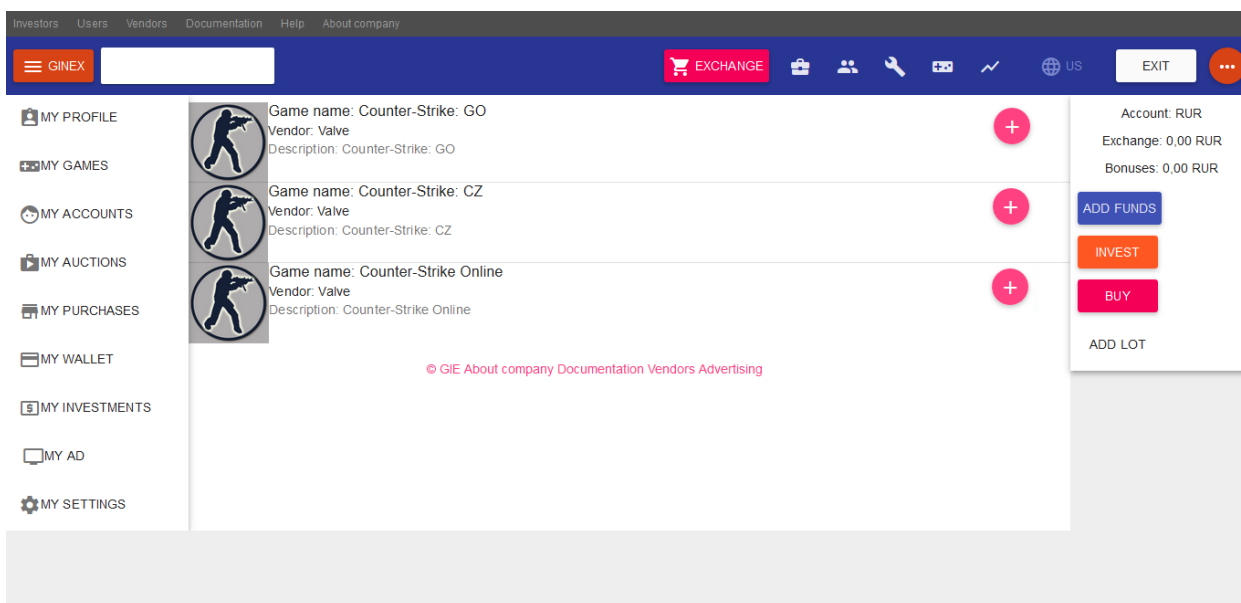 Investors Users Vendors Documentation Help About company
GINEX
EXCHANGE
US
EXIT
MY PROFILE
MY GAMES
MY ACCOUNTS
MY AUCTIONS
MY PURCHASES
MY WALLET
MY INVESTMENTS
MY AD
MY SETTINGS
Game name: Counter-Strike: GO
Vendor: Valve
Description: Counter-Strike: GO
Game name: Counter-Strike: CZ
Vendor: Valve
Description: Counter-Strike: CZ
Game name: Counter-Strike Online
Vendor: Valve
Description: Counter-Strike Online
© GIE About company Documentation Vendors Advertising
Account: RUR
Exchange: 0,00 RUR
Bonuses: 0,00 RUR
ADD FUNDS
INVEST
BUY
ADD LOT